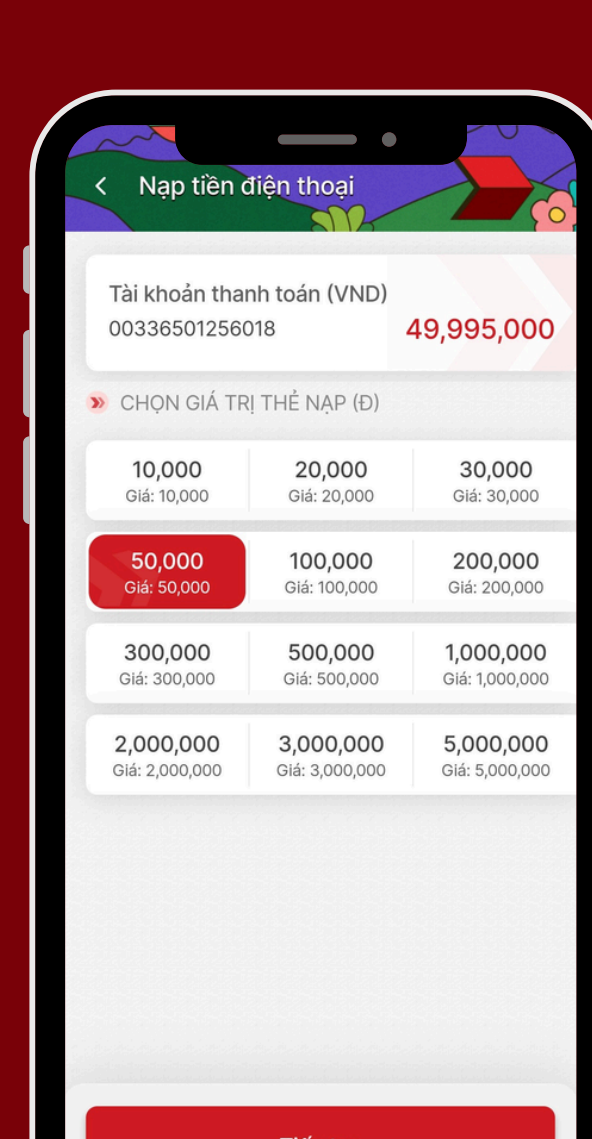 Nạp tiền điện thoại
Tài khoản thanh toán (VND)
00336501256018 49,995,000
CHỌN GIÁ TRỊ THẺ NẠP (Đ)
10,000 20,000 30,000
Giá: 10,000 Giá: 20,000 Giá: 30,000
50,000 100,000 200,000
Giá: 50,000 Giá: 100,000 Giá: 200,000
300,000 500,000 1,000,000
Giá: 300,000 Giá: 500,000 Giá: 1,000,000
2,000,000 3,000,000 5,000,000
Giá: 2,000,000 Giá: 3,000,000 Giá: 5,000,000